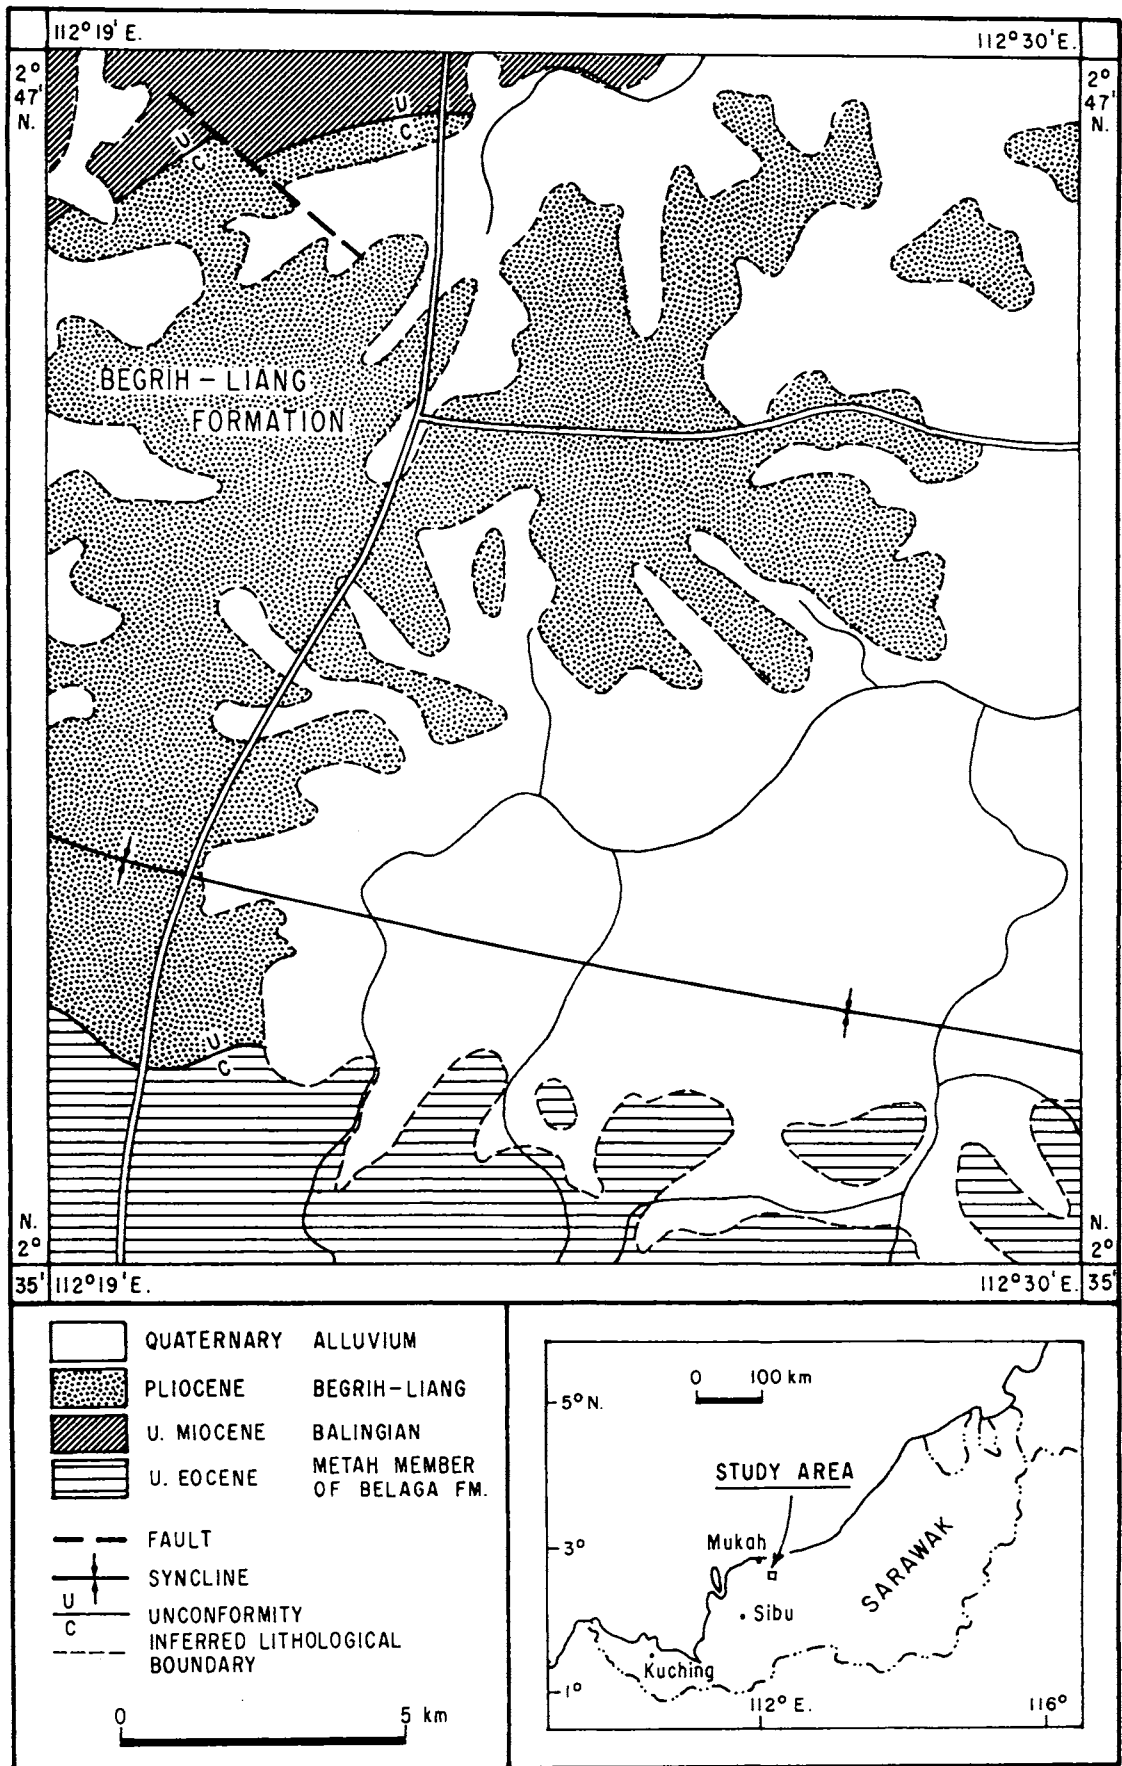 112° 19' E.
112° 30' E.
2°
47'
N.
2°
47'
N.
U
C
U
C
BEGRIH – LIANG
FORMATION
U
C
N.
2°
35'
N.
2°
35'
112° 19' E.
112° 30' E.
QUATERNARY ALLUVIUM
PLIOCENE BEGRIH-LIANG
U. MIOCENE BALINGIAN
U. EOCENE METAH MEMBER
OF BELAGA FM.
FAULT
SYNCLINE
U
C
UNCONFORMITY
INFERRED LITHOLOGICAL
BOUNDARY
0 5 km
0 100 km
5° N.
STUDY AREA
3°
Mukah
SARAWAK
Sibu
Kuching
1°
112° E.
116°